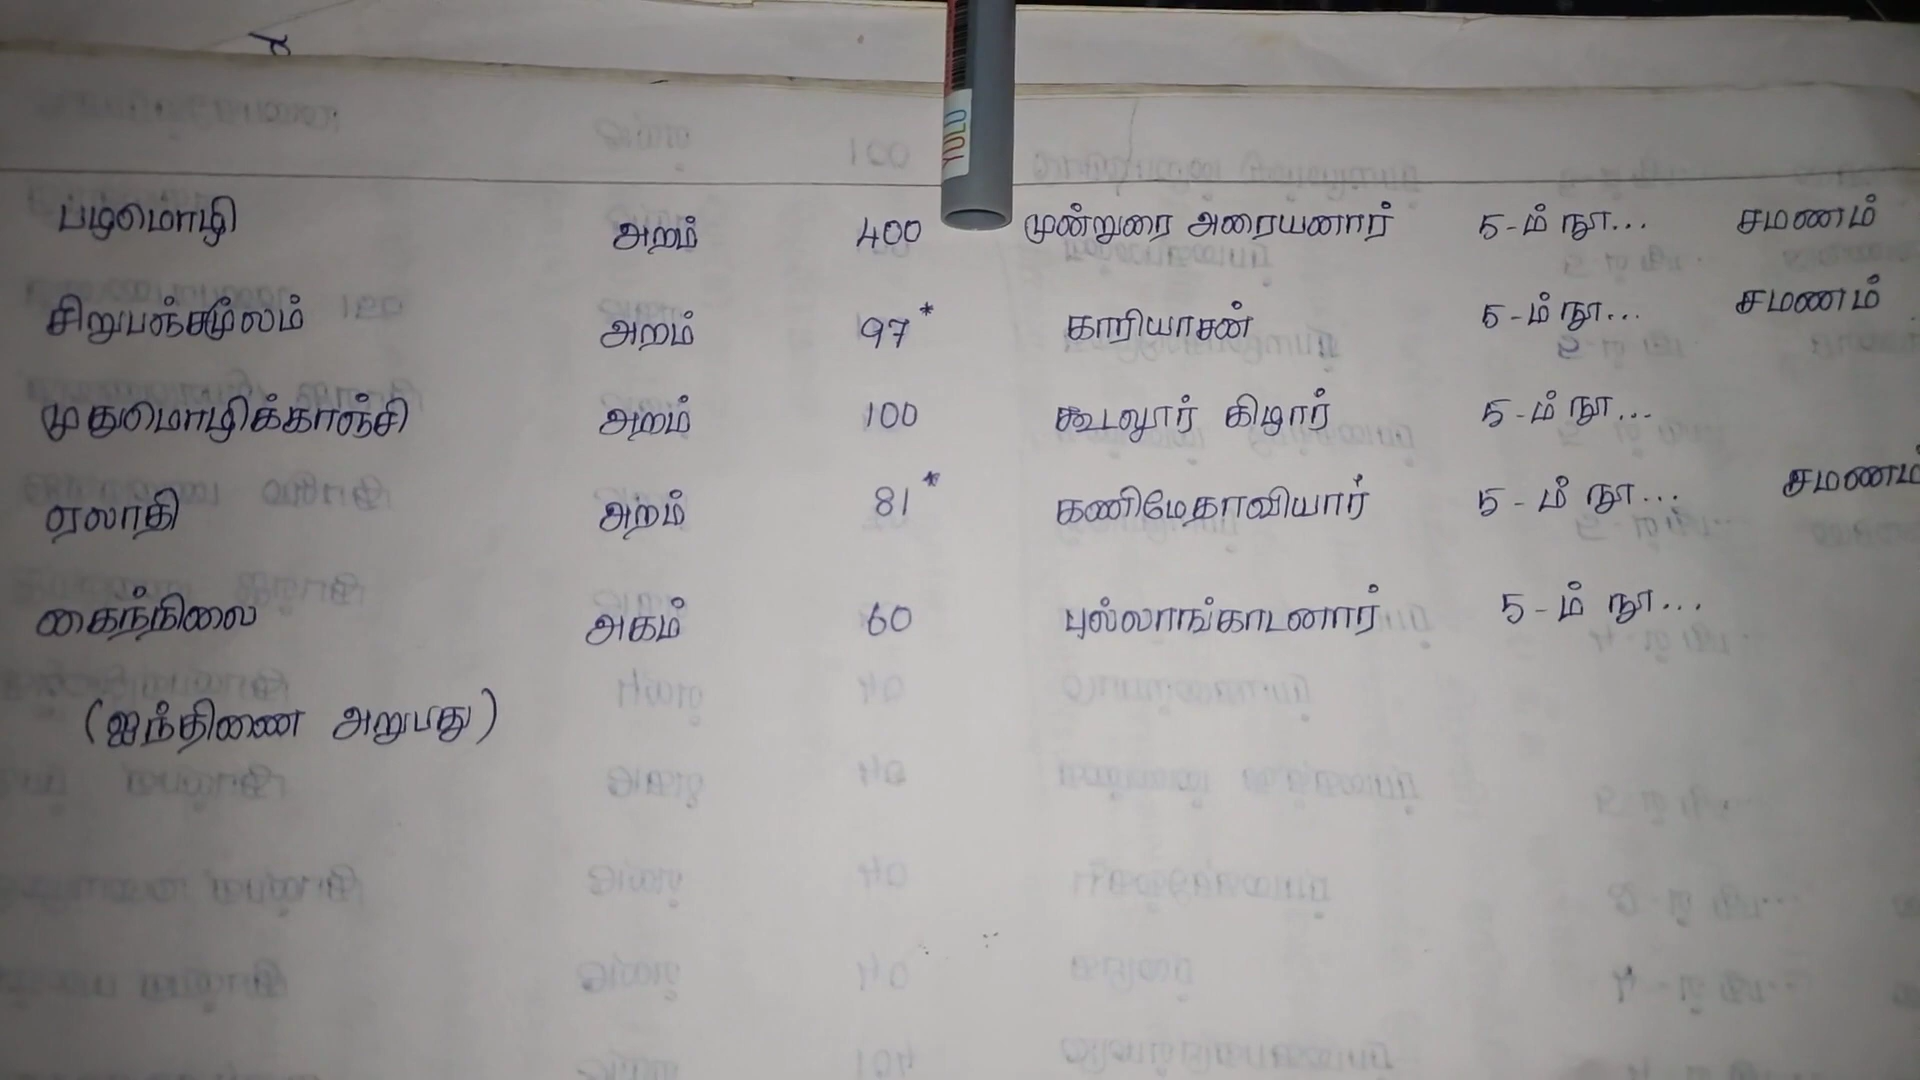 YOLO
பழமொழி அறம் 400 முன்றுரை அரையனார் 5-ம் நூ... சமணம்
சிறுபஞ்சமூலம் அறம் 97* காரியாசன் 5-ம் நூ... சமணம்
முதுமொழிக்காஞ்சி அறம் 100 கூடலூர் கிழார் 5-ம் நூ...
ஏலாதி அறம் 81* கணிமேதாவியார் 5-ம் நூ... சமணம்
கைந்நிலை அகம் 60 புல்லாங்காடனார் 5-ம் நூ...
(ஐந்திணை அறுபது)